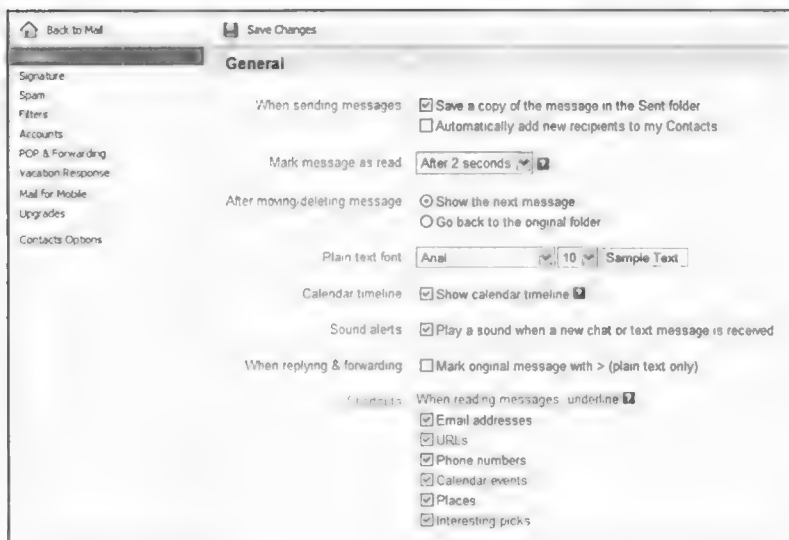 Back to Mail
Save Changes
General
Signature
Spam
Filters
Accounts
POP & Forwarding
Vacation Response
Mail for Mobile
Upgrades
Contacts Options
When sending messages
Save a copy of the message in the Sent folder
Automatically add new recipients to my Contacts
Mark message as read
After 2 seconds
?
After moving/deleting message
Show the next message
Go back to the original folder
Plain text font
Arial
10
Sample Text
Calendar timeline
Show calendar timeline ?
Sound alerts
Play a sound when a new chat or text message is received
When replying & forwarding
Mark original message with > (plain text only)
When reading messages underline ?
Email addresses
URLs
Phone numbers
Calendar events
Places
Interesting picks